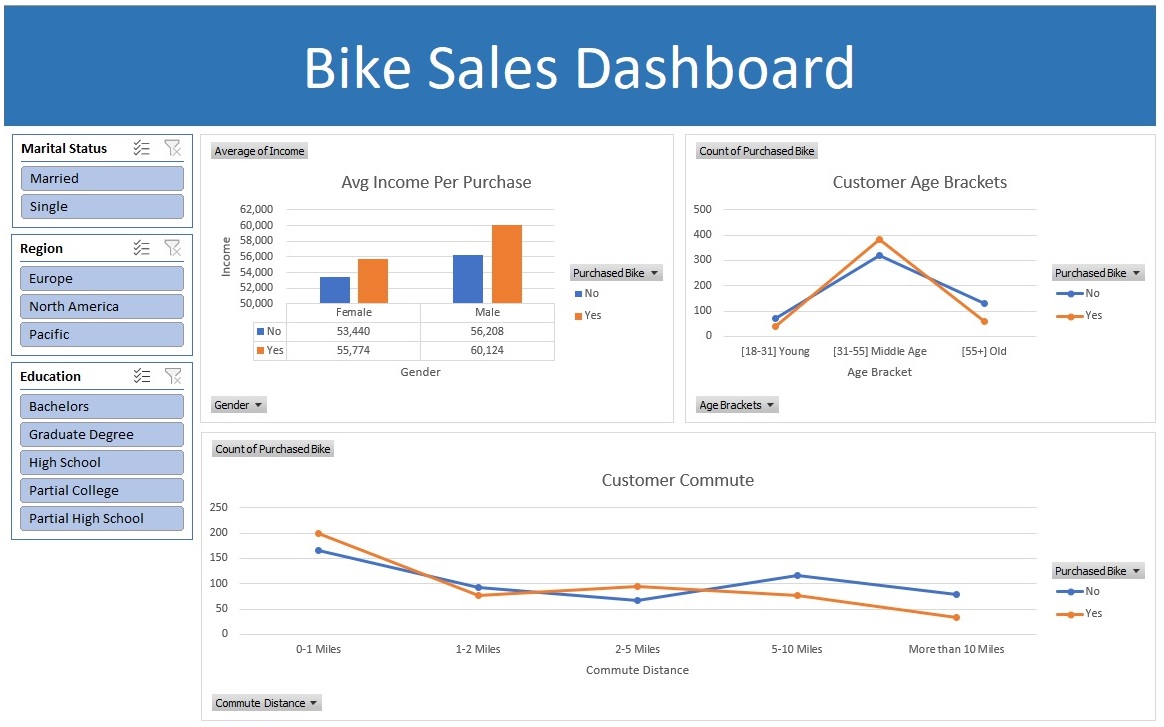 Bike Sales Dashboard
Marital Status
Married
Single
Region
Europe
North America
Pacific
Education
Bachelors
Graduate Degree
High School
Partial College
Partial High School
Average of Income
Avg Income Per Purchase
62,000
60,000
58,000
56,000
54,000
52,000
50,000
Income
Female Male
No 53,440 56,208
Yes 55,774 60,124
Gender
Purchased Bike
No
Yes
Gender
Count of Purchased Bike
Customer Age Brackets
500
400
300
200
100
0
[18-31] Young [31-55] Middle Age [55+] Old
Age Bracket
Purchased Bike
No
Yes
Age Brackets
Count of Purchased Bike
Customer Commute
250
200
150
100
50
0
0-1 Miles 1-2 Miles 2-5 Miles 5-10 Miles More than 10 Miles
Commute Distance
Purchased Bike
No
Yes
Commute Distance